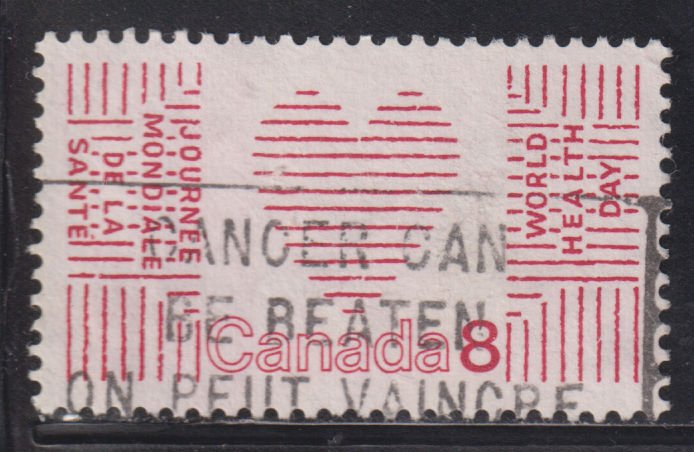 JOURNÉE
MONDIALE
DE LA
SANTÉ
WORLD
HEALTH
DAY
CANCER CAN
BE BEATEN
ON PEUT VAINCRE
Canada 8